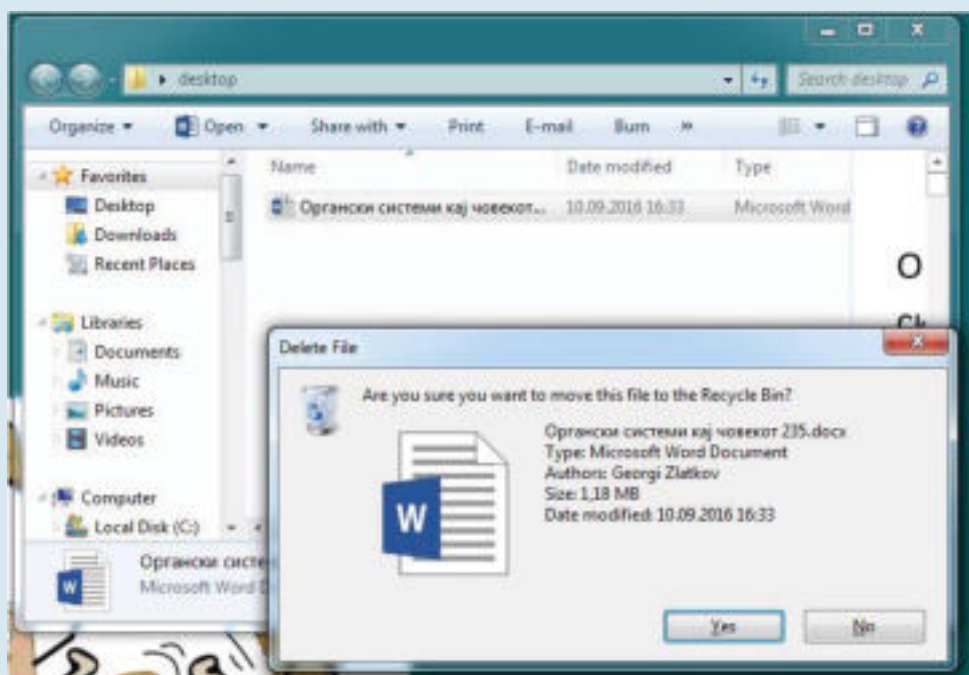 desktop
Search desktop
Organize
Open
Share with
Print
E-mail
Burn
»
Name
Date modified
Type
Favorites
Desktop
Downloads
Recent Places
Органски системи кај човекот...
10.09.2016 16:33
Microsoft Word
О
Libraries
Documents
Music
Pictures
Videos
Computer
Local Disk (C:)
Органски систе
Microsoft Word D
Delete File
Are you sure you want to move this file to the Recycle Bin?
W
Органски системи кај човекот 235.docx
Type: Microsoft Word Document
Authors: Georgi Zlatkov
Size: 1,18 MB
Date modified: 10.09.2016 16:33
Yes
No